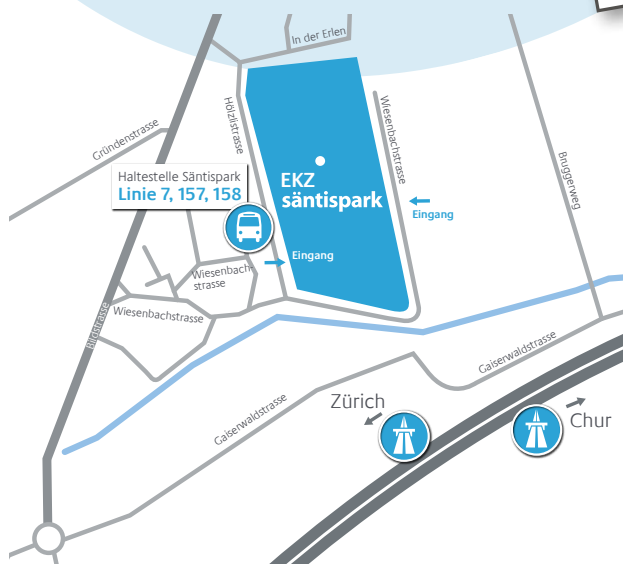 In der Erlen
Hölzlistrasse
Wiesenbachstrasse
Gründenstrasse
Bruggerweg
Haltestelle Säntispark
Linie 7, 157, 158
EKZ
säntispark
Eingang
Eingang
Wiesenbach-
strasse
Wiesenbachstrasse
Bildstrasse
Gaiserwaldstrasse
Gaiserwaldstrasse
Zürich
Chur